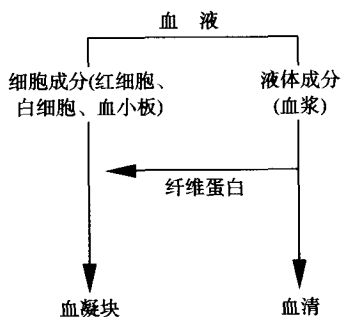 血 液
细胞成分(红细胞、
白细胞、血小板)
液体成分
(血浆)
纤维蛋白
血凝块
血清